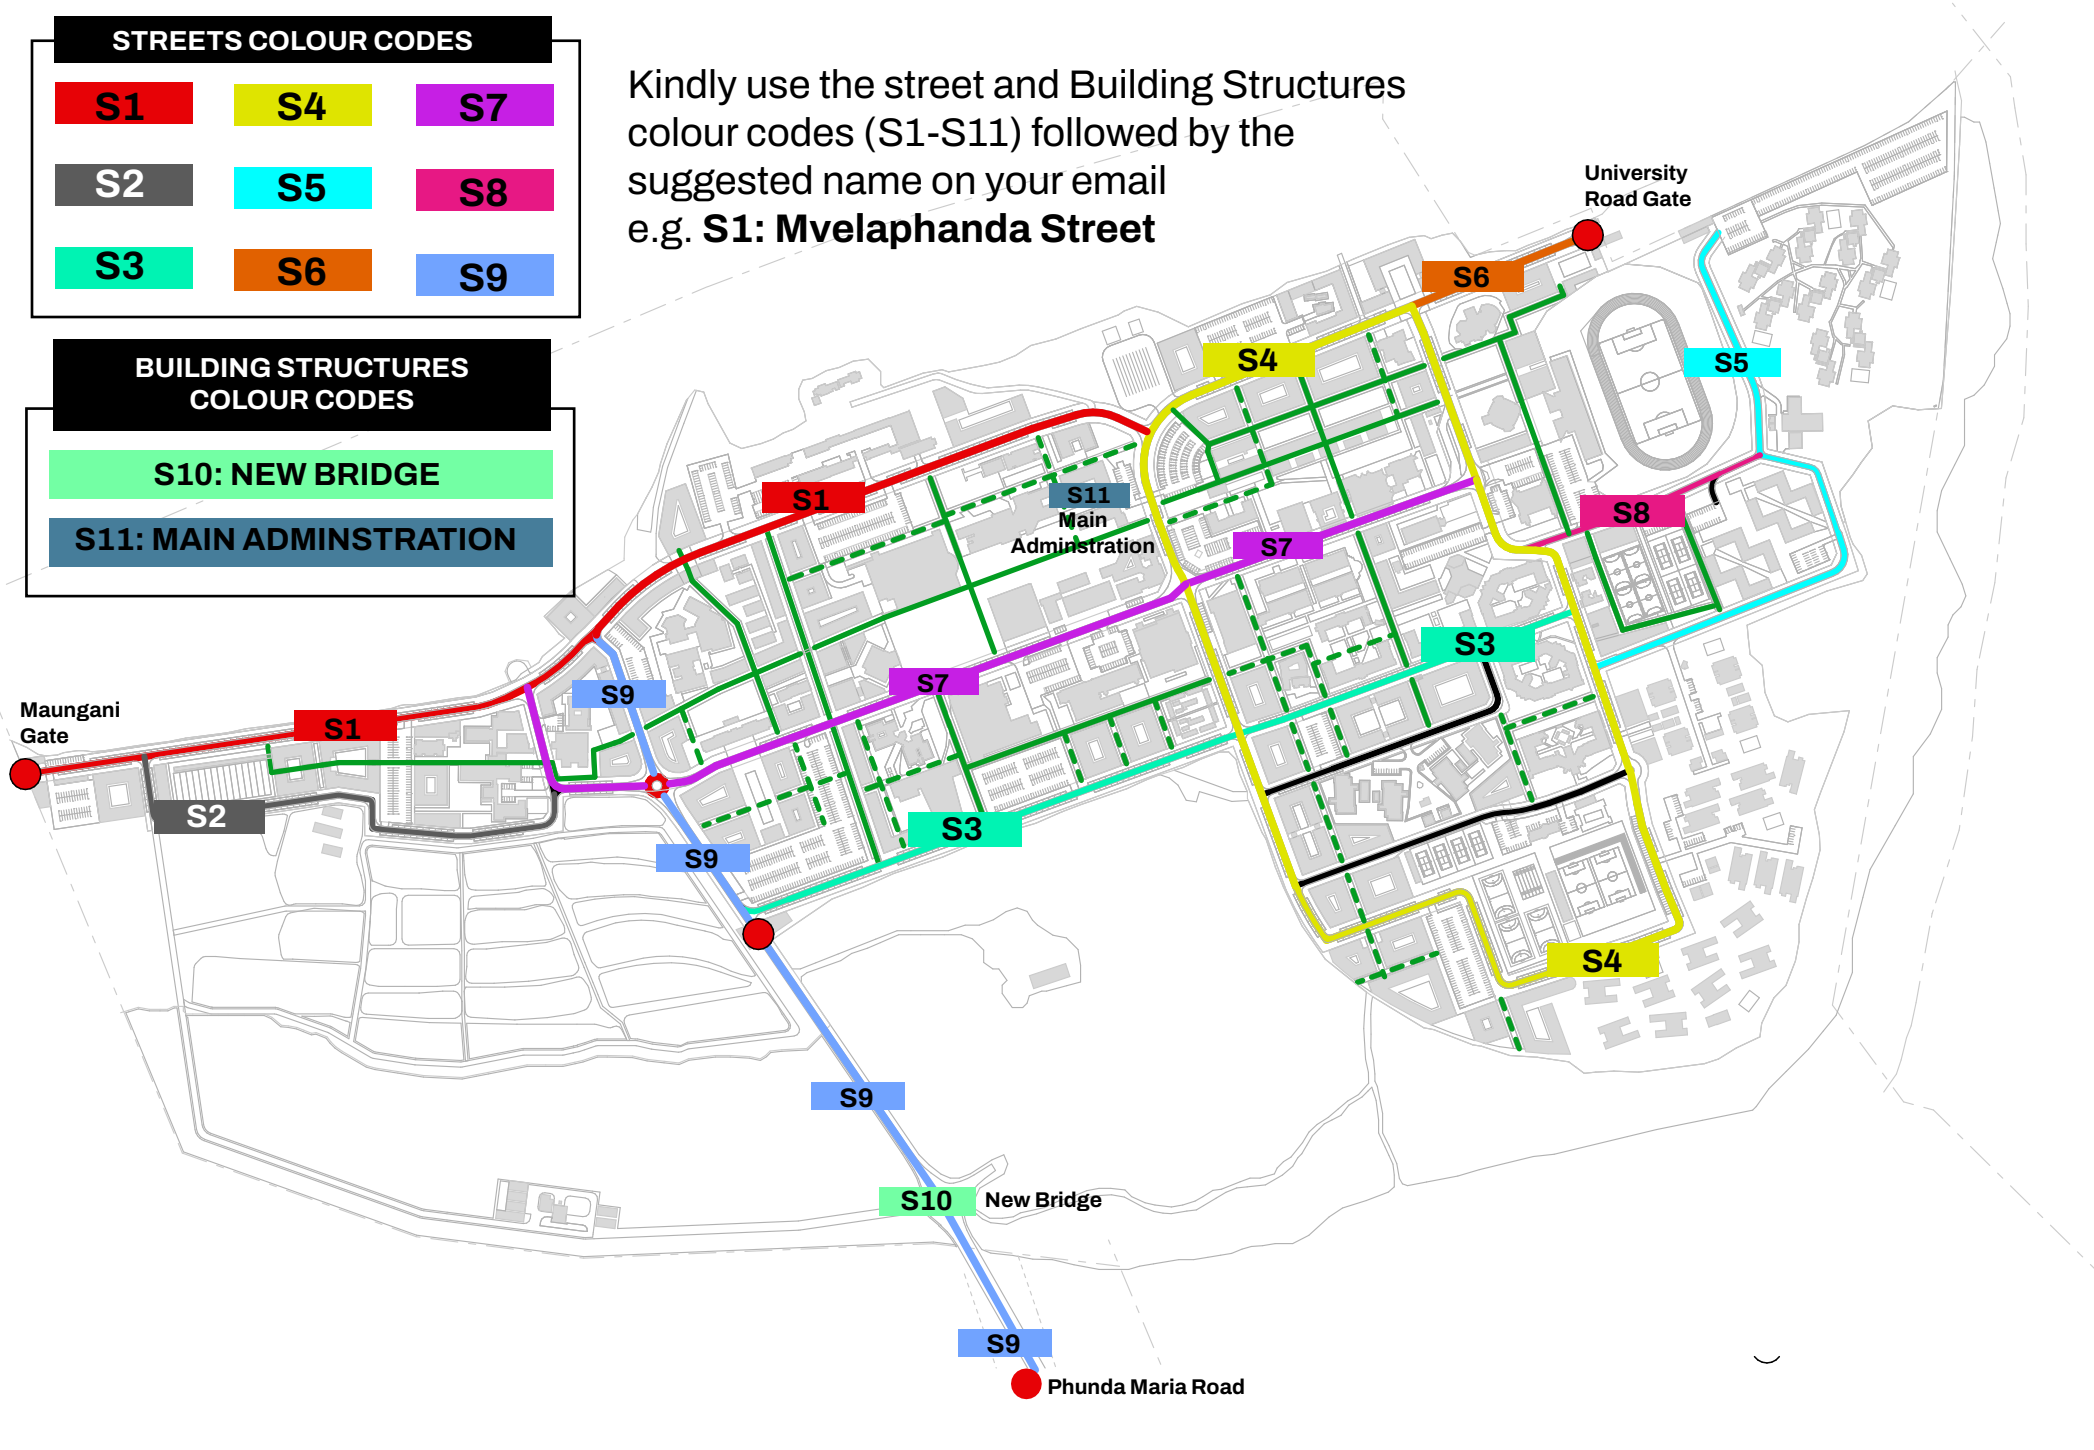 STREETS COLOUR CODES
S1
S4
S7
S2
S5
S8
S3
S6
S9
BUILDING STRUCTURES
COLOUR CODES
S10: NEW BRIDGE
S11: MAIN ADMINSTRATION
Kindly use the street and Building Structures
colour codes (S1-S11) followed by the
suggested name on your email
e.g. S1: Mvelaphanda Street
University
Road Gate
S6
S4
S5
S1
S11
Main
Adminstration
S8
S7
S3
S7
S9
Maungani
Gate
S1
S2
S3
S9
S4
S9
S10
New Bridge
S9
Phunda Maria Road